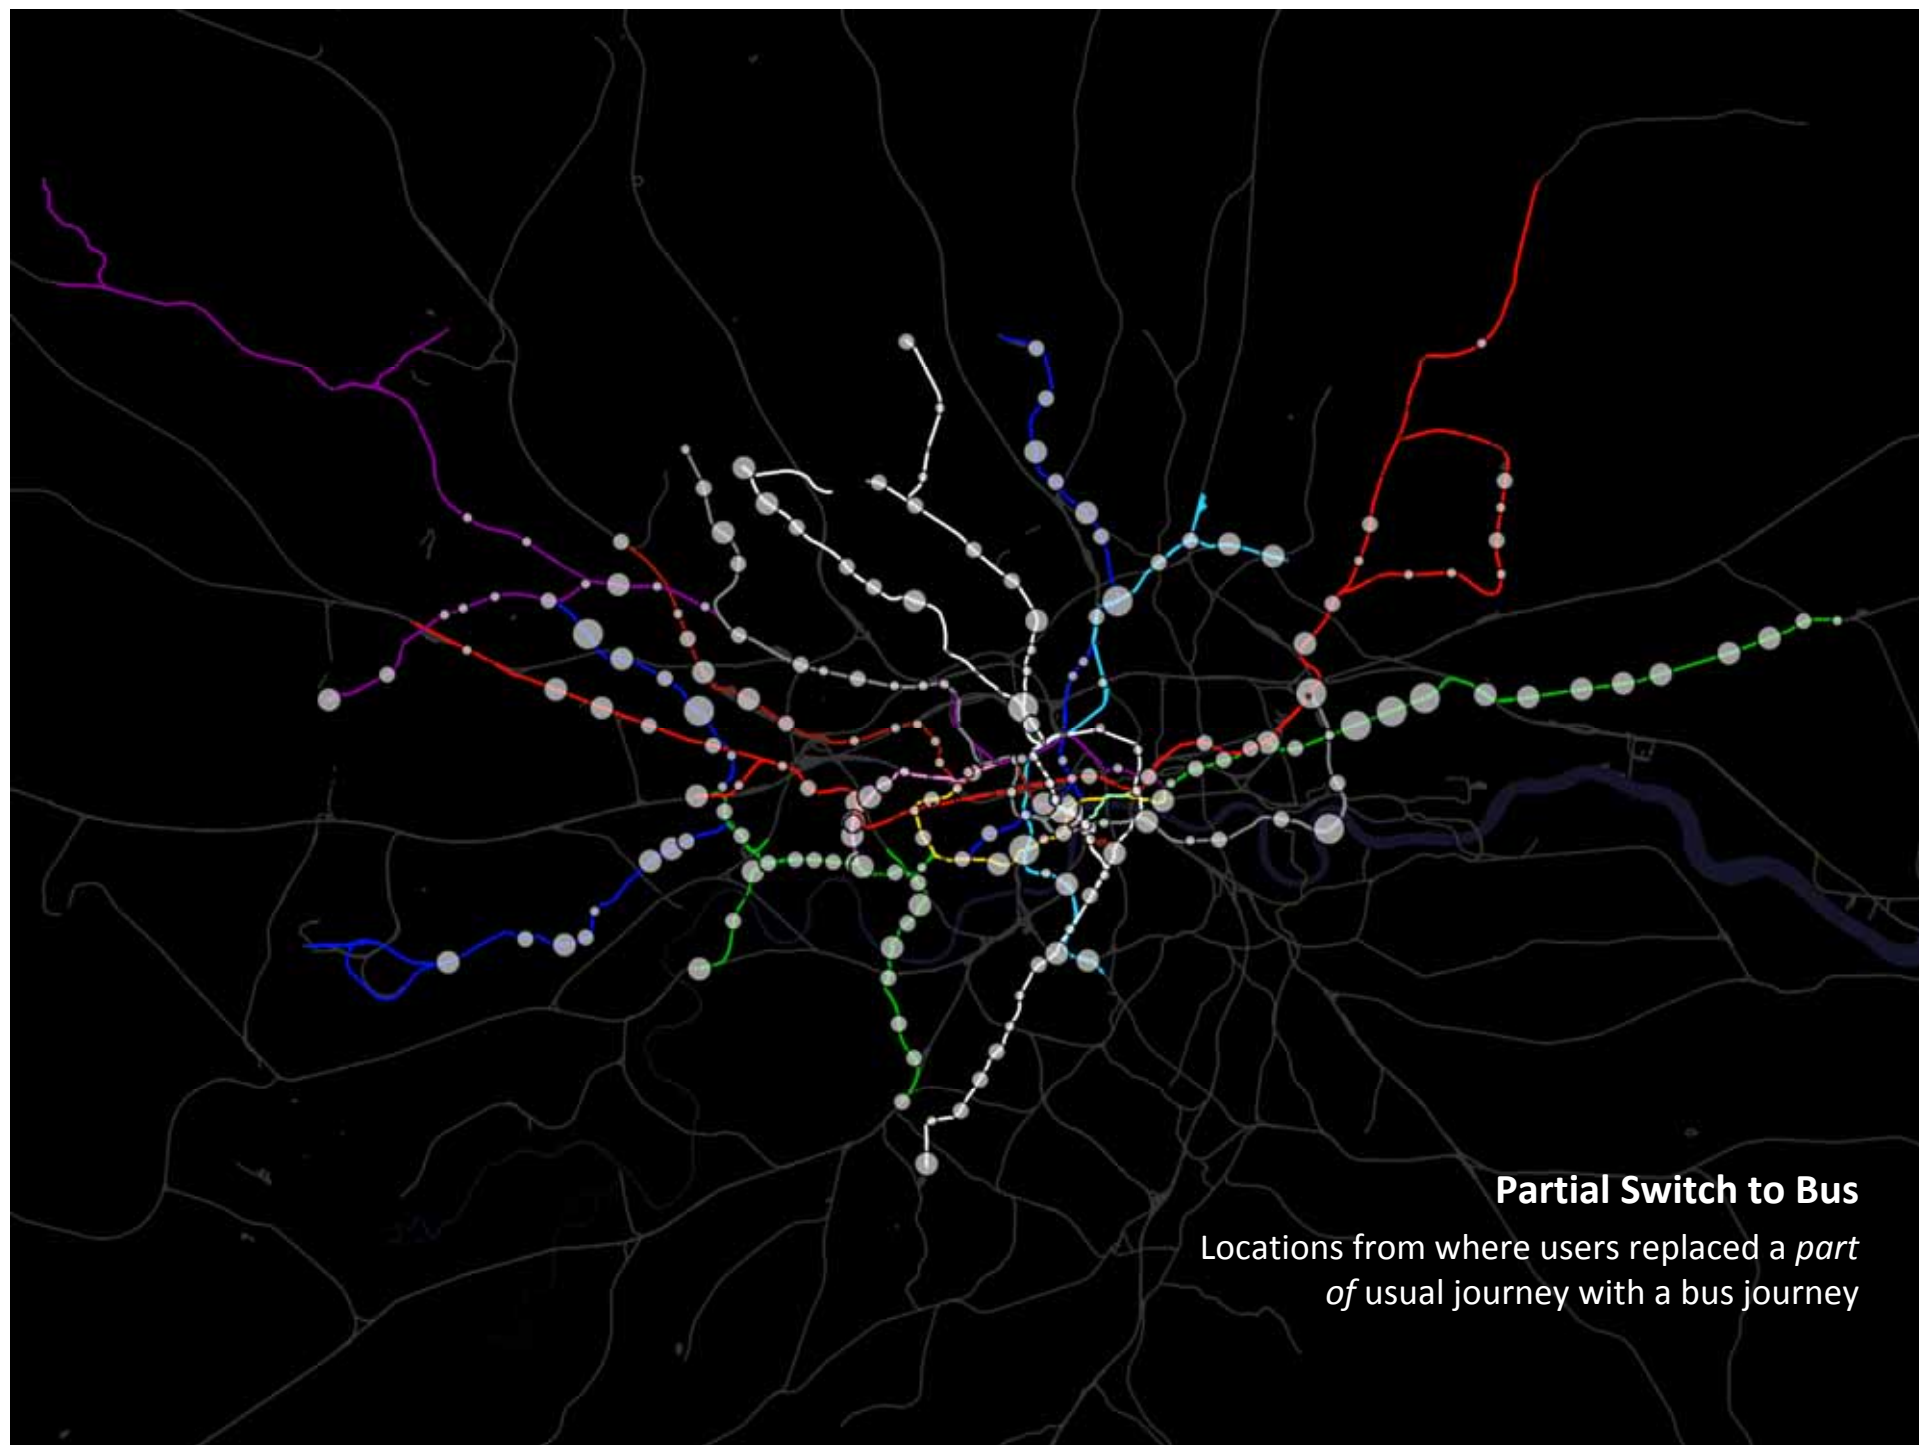 Partial Switch to Bus
Locations from where users replaced a part
of usual journey with a bus journey